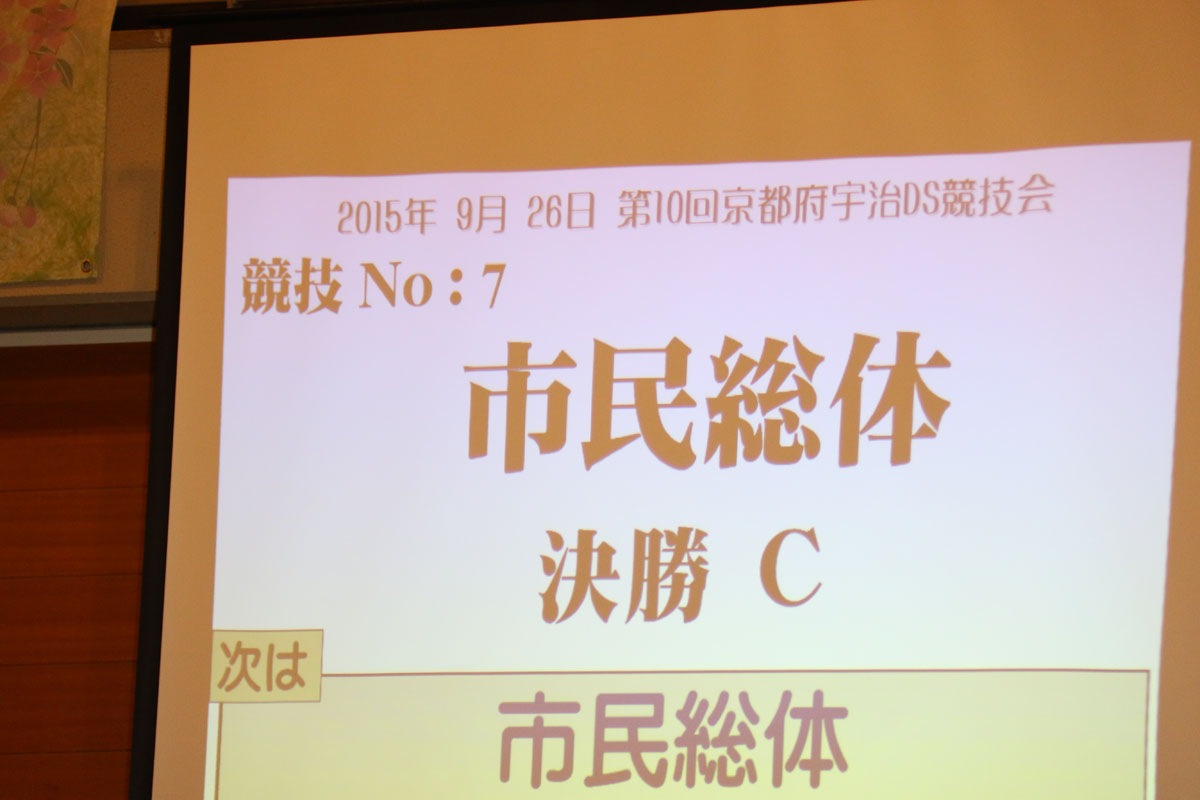 2015年 9月 26日 第10回京都府宇治DS競技会
競技 No：7
市民総体
決勝 C
次は
市民総体